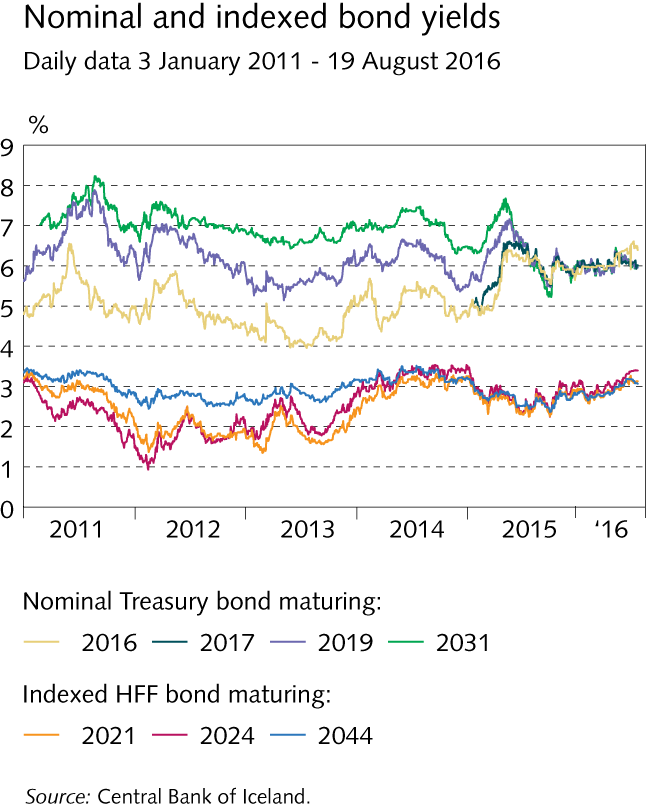 Nominal and indexed bond yields
Daily data 3 January 2011 - 19 August 2016
%
9
8
7
6
5
4
3
2
1
0
2011 2012 2013 2014 2015 ‘16
Nominal Treasury bond maturing:
2016 2017 2019 2031
Indexed HFF bond maturing:
2021 2024 2044
Source: Central Bank of Iceland.